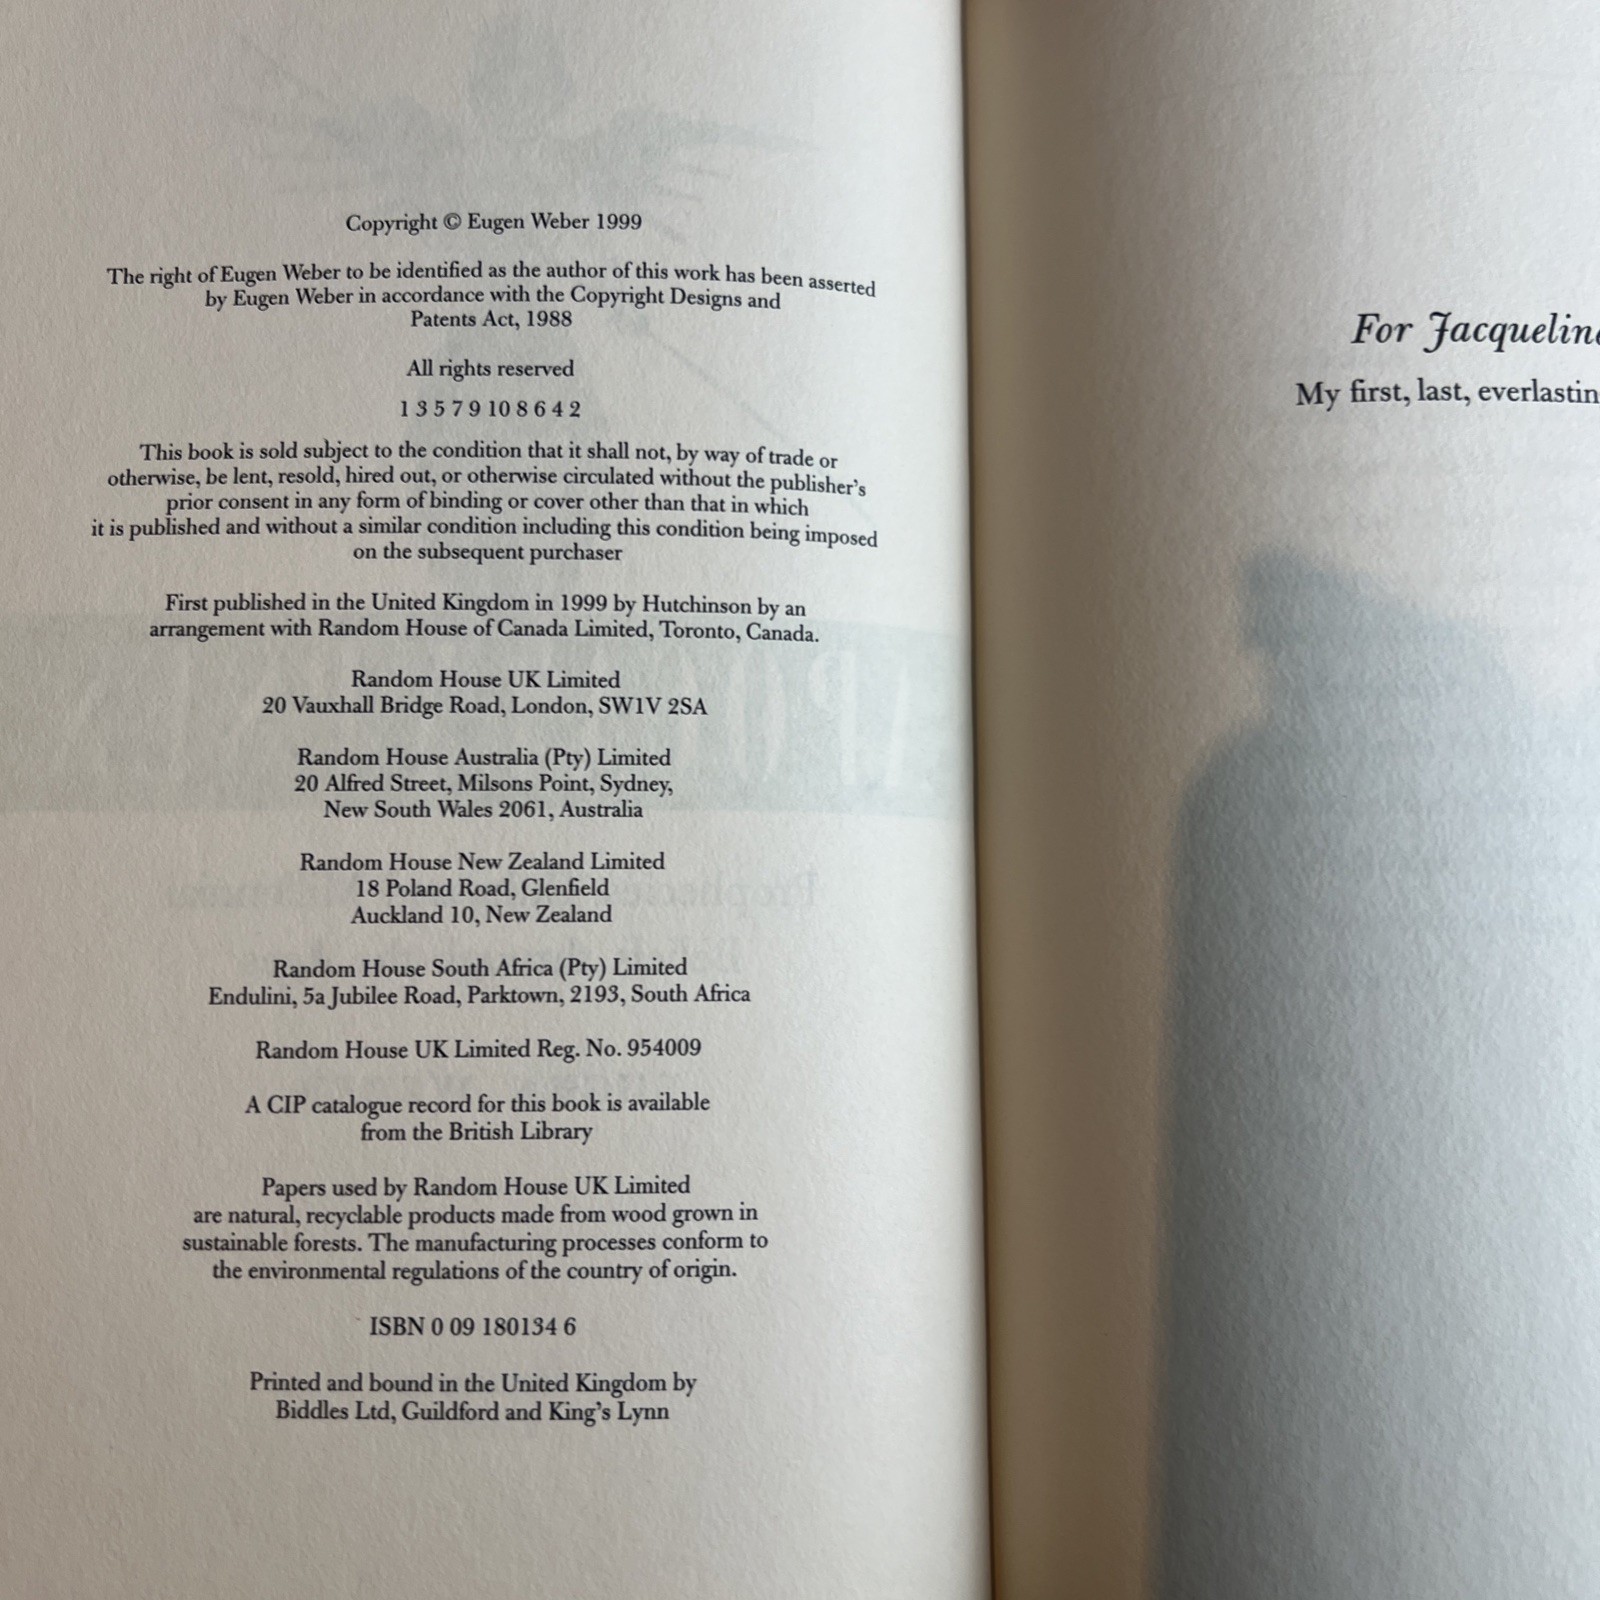 Copyright © Eugen Weber 1999
The right of Eugen Weber to be identified as the author of this work has been asserted
by Eugen Weber in accordance with the Copyright Designs and
Patents Act, 1988
All rights reserved
1 3 5 7 9 10 8 6 4 2
This book is sold subject to the condition that it shall not, by way of trade or
otherwise, be lent, resold, hired out, or otherwise circulated without the publisher's
prior consent in any form of binding or cover other than that in which
it is published and without a similar condition including this condition being imposed
on the subsequent purchaser
First published in the United Kingdom in 1999 by Hutchinson by an
arrangement with Random House of Canada Limited, Toronto, Canada.
Random House UK Limited
20 Vauxhall Bridge Road, London, SW1V 2SA
Random House Australia (Pty) Limited
20 Alfred Street, Milsons Point, Sydney,
New South Wales 2061, Australia
Random House New Zealand Limited
18 Poland Road, Glenfield
Auckland 10, New Zealand
Random House South Africa (Pty) Limited
Endulini, 5a Jubilee Road, Parktown, 2193, South Africa
Random House UK Limited Reg. No. 954009
A CIP catalogue record for this book is available
from the British Library
Papers used by Random House UK Limited
are natural, recyclable products made from wood grown in
sustainable forests. The manufacturing processes conform to
the environmental regulations of the country of origin.
ISBN 0 09 180134 6
Printed and bound in the United Kingdom by
Biddles Ltd, Guildford and King's Lynn
For Jacqueline
My first, last,